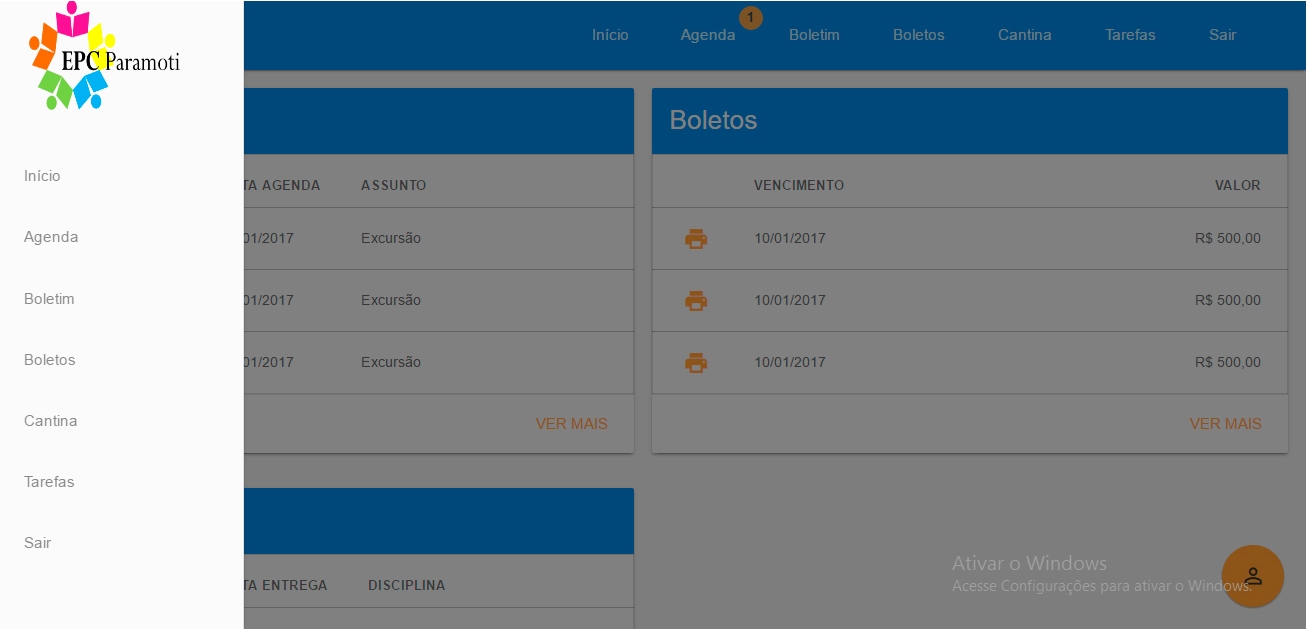 EPC Paramoti
Início
Agenda
Boletim
Boletos
Cantina
Tarefas
Sair
Início Agenda 1 Boletim Boletos Cantina Tarefas Sair
TA AGENDA ASSUNTO
01/2017 Excursão
01/2017 Excursão
01/2017 Excursão
VER MAIS
Boletos
VENCIMENTO VALOR
10/01/2017 R$ 500,00
10/01/2017 R$ 500,00
10/01/2017 R$ 500,00
VER MAIS
TA ENTREGA DISCIPLINA
Ativar o Windows
Acesse Configurações para ativar o Windows.